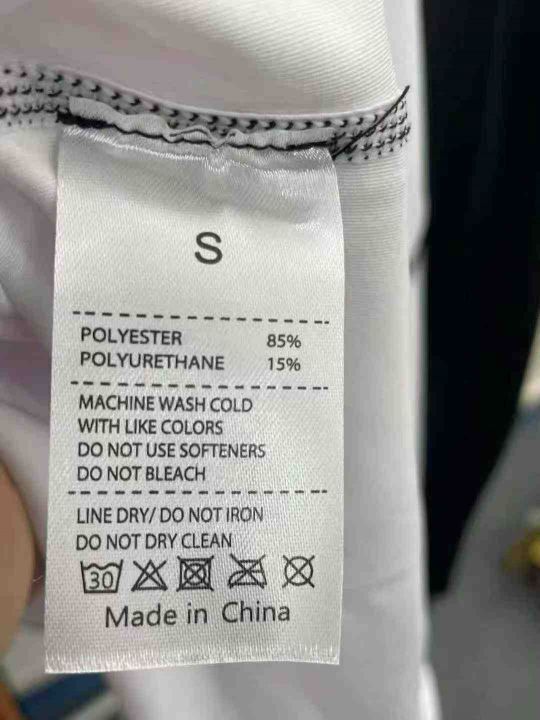 S
POLYESTER 85%
POLYURETHANE 15%
MACHINE WASH COLD
WITH LIKE COLORS
DO NOT USE SOFTENERS
DO NOT BLEACH
LINE DRY/ DO NOT IRON
DO NOT DRY CLEAN
30
Made in China